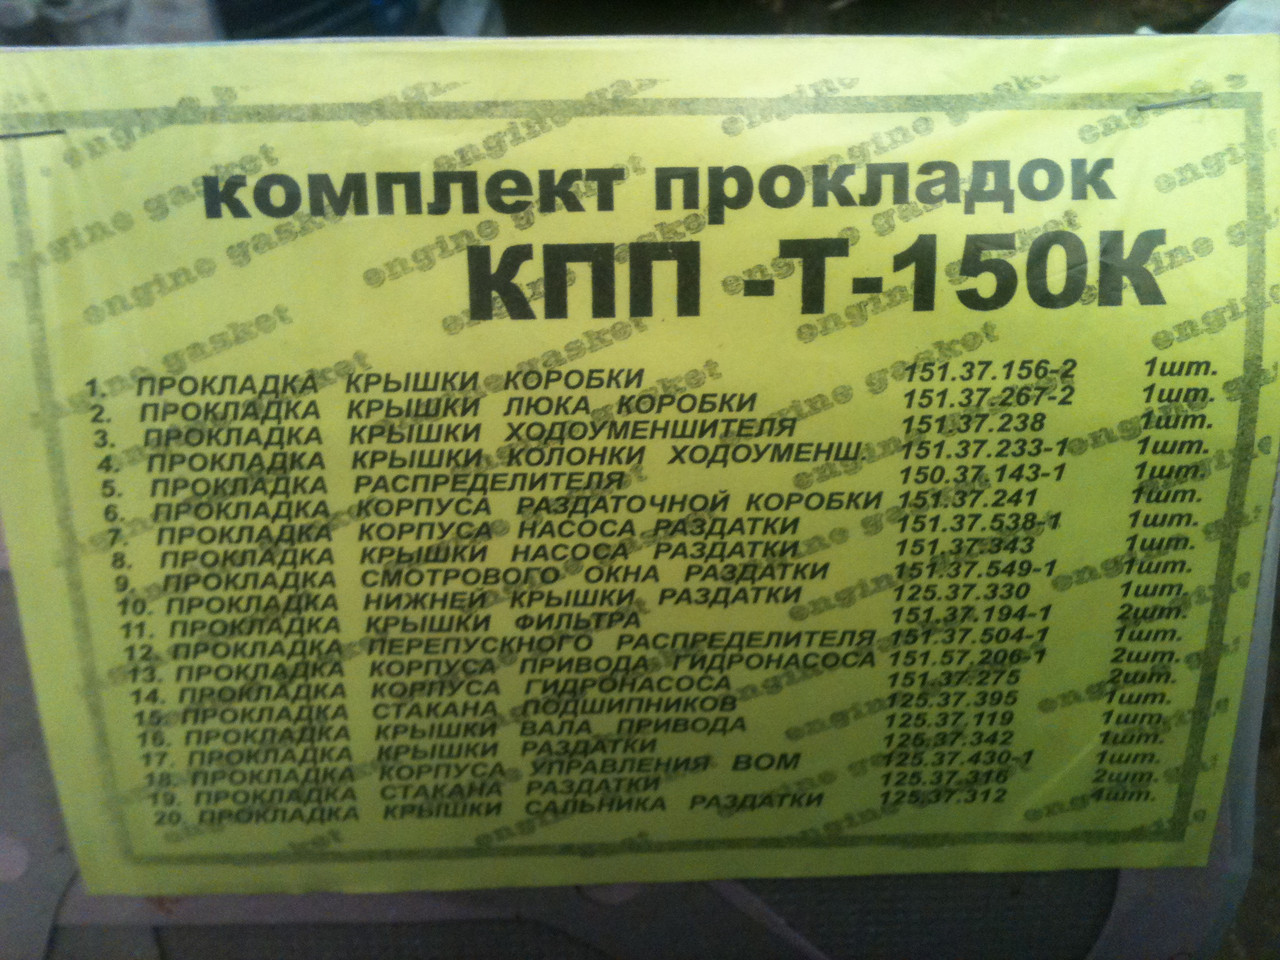 комплект прокладок
КПП -Т-150К
1. ПРОКЛАДКА КРЫШКИ КОРОБКИ 151.37.156-2 1шт.
2. ПРОКЛАДКА КРЫШКИ ЛЮКА КОРОБКИ 151.37.267-2 1шт.
3. ПРОКЛАДКА КРЫШКИ ХОДОУМЕНШИТЕЛЯ 151.37.238 1шт.
4. ПРОКЛАДКА КРЫШКИ КОЛОНКИ ХОДОУМЕНШ. 151.37.233-1 1шт.
5. ПРОКЛАДКА РАСПРЕДЕЛИТЕЛЯ 150.37.143-1 1шт.
6. ПРОКЛАДКА КОРПУСА РАЗДАТОЧНОЙ КОРОБКИ 151.37.241 1шт.
7. ПРОКЛАДКА КОРПУСА НАСОСА РАЗДАТКИ 151.37.538-1 1шт.
8. ПРОКЛАДКА КРЫШКИ НАСОСА РАЗДАТКИ 151.37.343 1шт.
9. ПРОКЛАДКА СМОТРОВОГО ОКНА РАЗДАТКИ 151.37.549-1 1шт.
10. ПРОКЛАДКА НИЖНЕЙ КРЫШКИ РАЗДАТКИ 125.37.330 1шт.
11. ПРОКЛАДКА КРЫШКИ ФИЛЬТРА 151.37.194-1 2шт.
12. ПРОКЛАДКА ПЕРЕПУСКНОГО РАСПРЕДЕЛИТЕЛЯ 151.37.504-1 1шт.
13. ПРОКЛАДКА КОРПУСА ПРИВОДА ГИДРОНАСОСА 151.57.206-1 2шт.
14. ПРОКЛАДКА КОРПУСА ГИДРОНАСОСА 151.37.275 2шт.
15. ПРОКЛАДКА СТАКАНА ПОДШИПНИКОВ 125.37.395 1шт.
16. ПРОКЛАДКА КРЫШКИ ВАЛА ПРИВОДА 125.37.119 1шт.
17. ПРОКЛАДКА КРЫШКИ РАЗДАТКИ 125.37.342 1шт.
18. ПРОКЛАДКА КОРПУСА УПРАВЛЕНИЯ ВОМ 125.37.430-1 1шт.
19. ПРОКЛАДКА СТАКАНА РАЗДАТКИ 125.37.316 2шт.
20. ПРОКЛАДКА КРЫШКИ САЛЬНИКА РАЗДАТКИ 125.37.312 4шт.
engine gasket